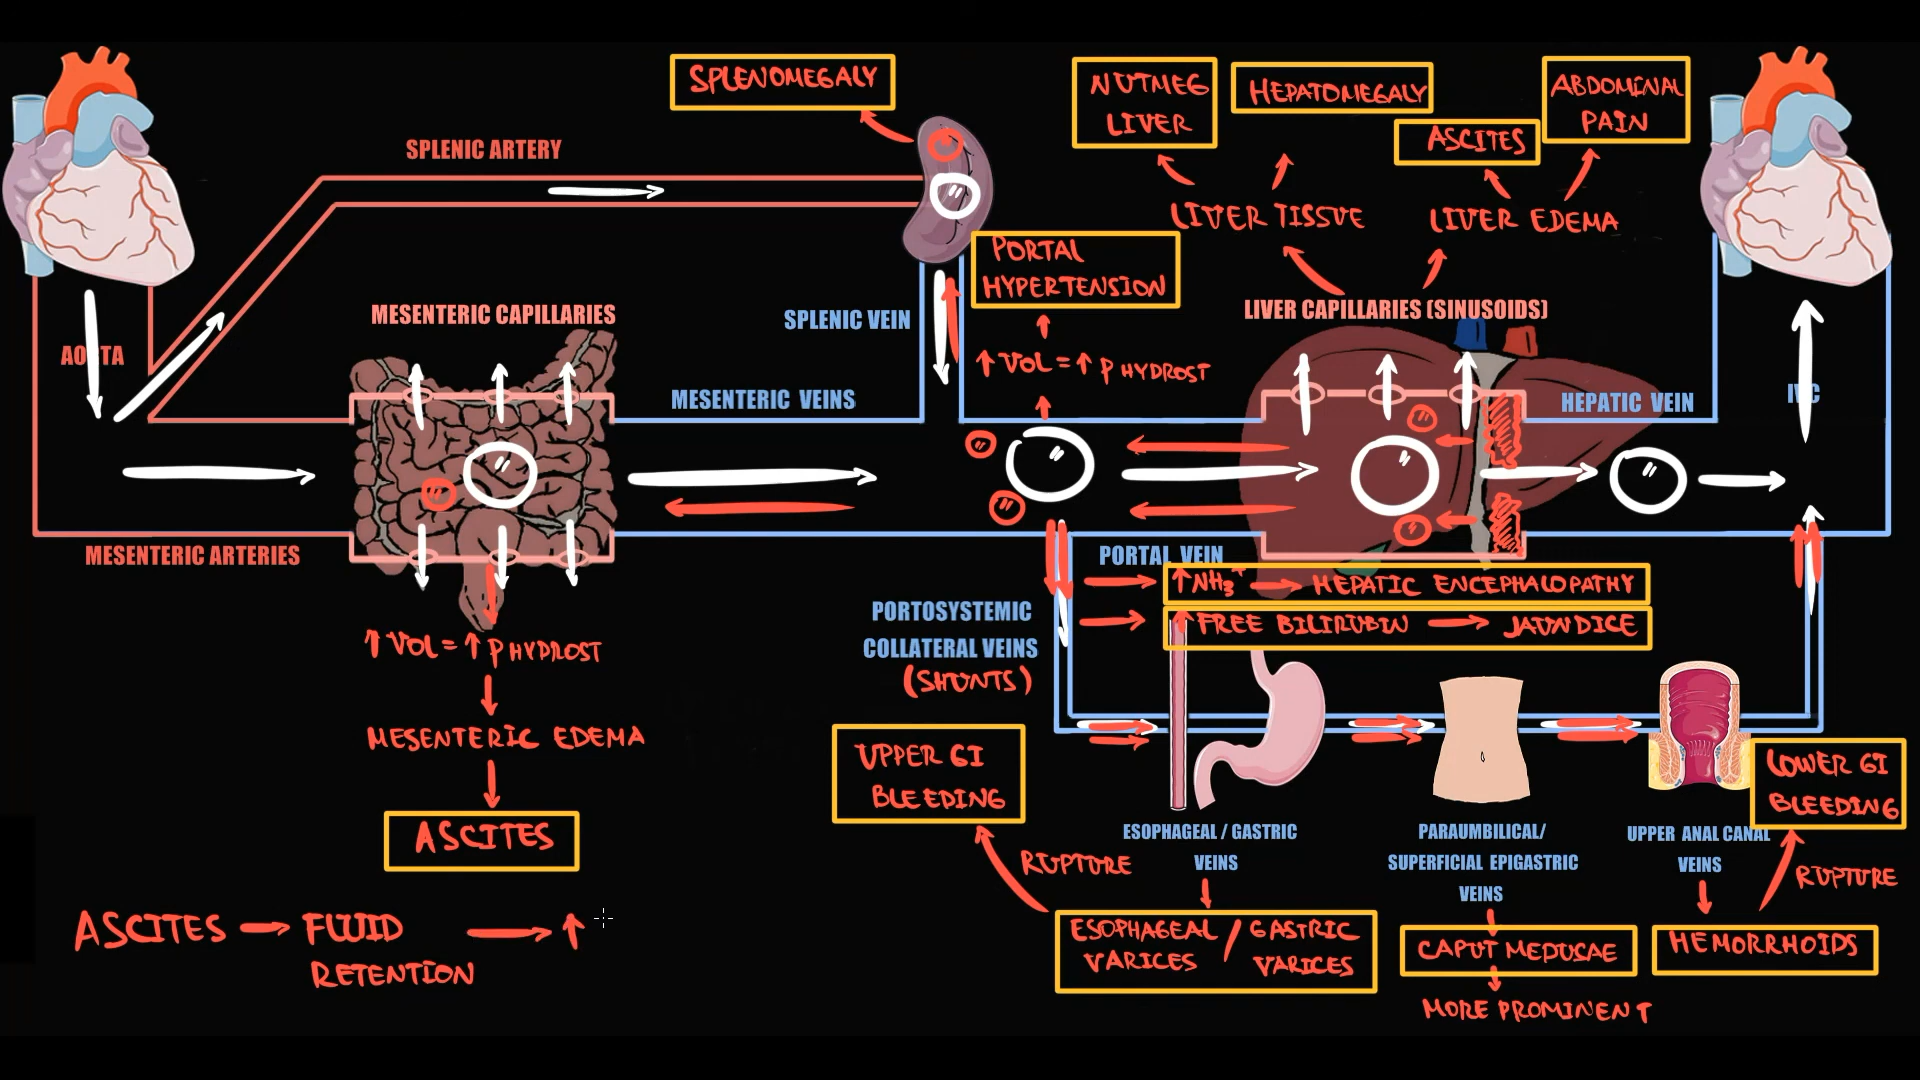 SPLENOMEGALY
NUTMEG
LIVER
HEPATOMEGALY
ABDOMINAL
PAIN
ASCITES
SPLENIC ARTERY
LIVER TISSUE
LIVER EDEMA
PORTAL
HYPERTENSION
MESENTERIC CAPILLARIES
SPLENIC VEIN
LIVER CAPILLARIES (SINUSOIDS)
AORTA
↑ VOL = ↑ P HYDROST
MESENTERIC VEINS
HEPATIC VEIN
IVC
MESENTERIC ARTERIES
PORTAL VEIN
↑ NH3+ → HEPATIC ENCEPHALOPATHY
↑ FREE BILIRUBIN → JAUNDICE
PORTOSYSTEMIC
COLLATERAL VEINS
(SHUNTS)
↑ VOL = ↑ P HYDROST
MESENTERIC EDEMA
ASCITES
UPPER GI
BLEEDING
LOWER GI
BLEEDING
ESOPHAGEAL / GASTRIC
VEINS
PARAUMBILICAL/
SUPERFICIAL EPIGASTRIC
VEINS
UPPER ANAL CANAL
VEINS
RUPTURE
RUPTURE
ESOPHAGEAL / GASTRIC
VARICES VARICES
CAPUT MEDUSAE
MORE PROMINENT
HEMORRHOIDS
ASCITES → FLUID → ↑
RETENTION